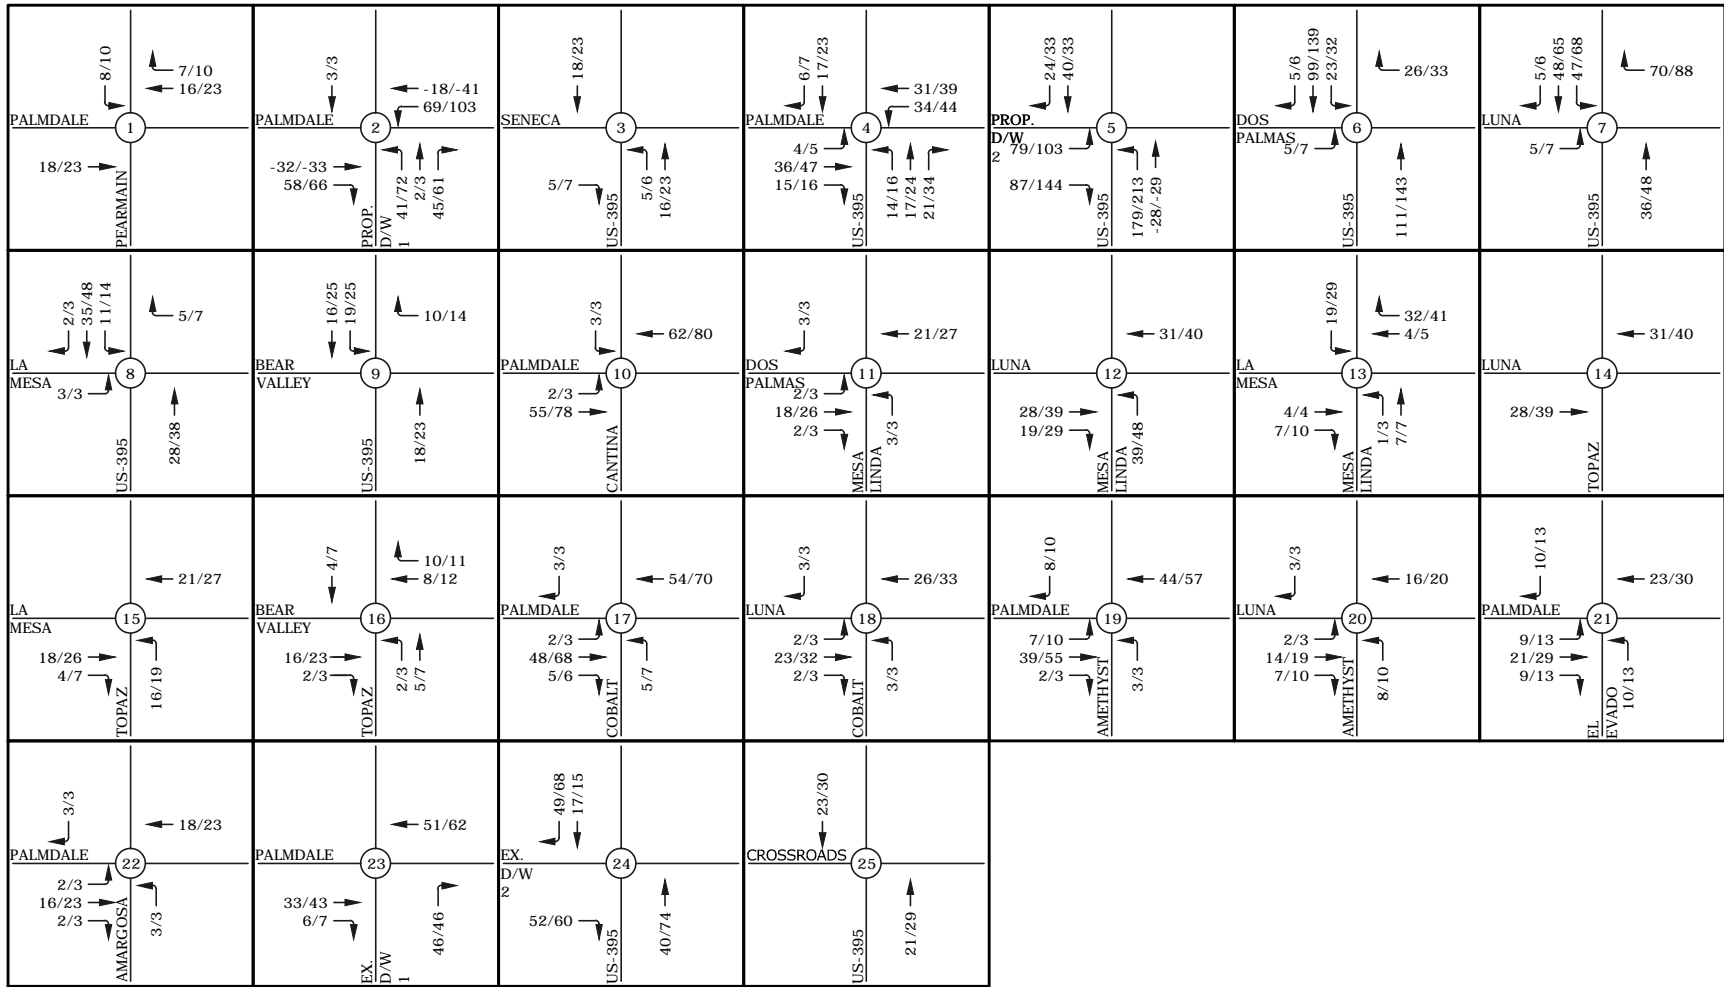 8/10
7/10
16/23
PALMDALE
1
18/23
PEARMAIN
3/3
-18/-41
69/103
PALMDALE
2
-32/-33
58/66
41/72
2/3
45/61
PROP.
D/W
1
18/23
SENECA
3
5/7
5/6
16/23
US-395
6/7
17/23
31/39
34/44
PALMDALE
4
4/5
36/47
15/16
14/16
17/24
21/34
US-395
24/33
40/33
PROP.
D/W
2
5
79/103
87/144
179/213
-28/-29
US-395
5/6
99/139
23/32
26/33
DOS
PALMAS
6
5/7
111/143
US-395
5/6
48/65
47/68
70/88
LUNA
7
5/7
36/48
US-395
2/3
35/48
11/14
5/7
LA
MESA
8
3/3
28/38
US-395
16/25
19/25
10/14
BEAR
VALLEY
9
18/23
US-395
3/3
62/80
PALMDALE
10
2/3
55/78
CANTINA
3/3
21/27
DOS
PALMAS
11
2/3
18/26
2/3
3/3
MESA
LINDA
31/40
LUNA
12
28/39
19/29
39/48
MESA
LINDA
19/29
32/41
4/5
LA
MESA
13
4/4
7/10
1/3
7/7
MESA
LINDA
31/40
LUNA
14
28/39
TOPAZ
21/27
LA
MESA
15
18/26
4/7
16/19
TOPAZ
4/7
10/11
8/12
BEAR
VALLEY
16
16/23
2/3
2/3
5/7
TOPAZ
3/3
54/70
PALMDALE
17
2/3
48/68
5/6
5/7
COBALT
3/3
26/33
LUNA
18
2/3
23/32
2/3
3/3
COBALT
8/10
44/57
PALMDALE
19
7/10
39/55
2/3
3/3
AMETHYST
3/3
16/20
LUNA
20
2/3
14/19
7/10
8/10
AMETHYST
10/13
23/30
PALMDALE
21
9/13
21/29
9/13
10/13
EL
EVADO
3/3
18/23
PALMDALE
22
2/3
16/23
2/3
3/3
AMARGOSA
51/62
PALMDALE
23
33/43
6/7
46/46
EX.
D/W
1
49/68
17/15
EX.
D/W
2
24
52/60
40/74
US-395
23/30
CROSSROADS
25
21/29
US-395